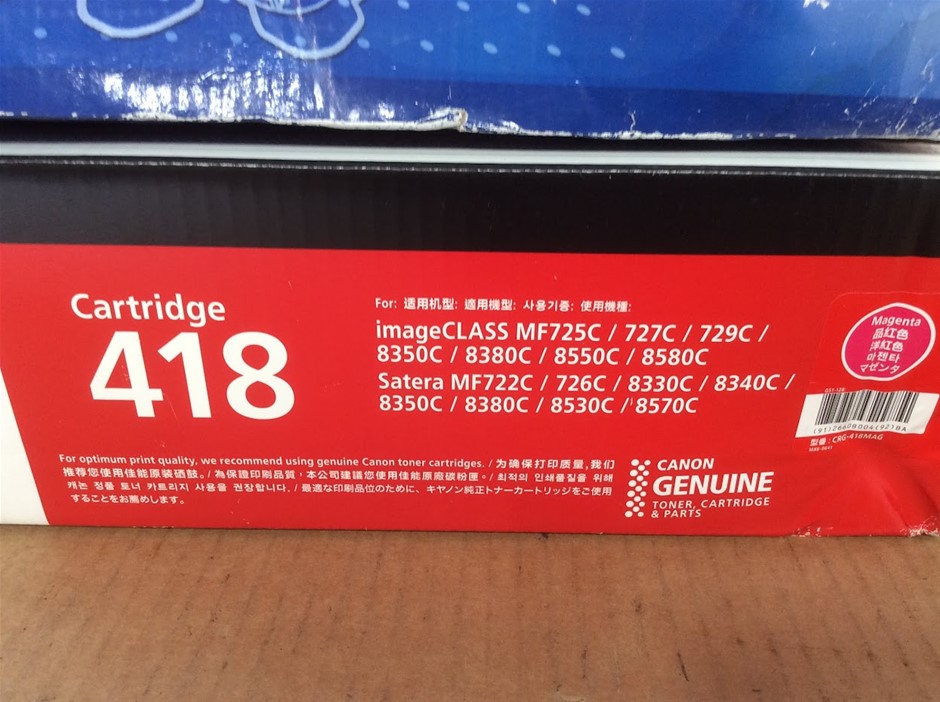 Cartridge
418
For: 适用机型: 適用機型: 사용기종: 使用機種:
imageCLASS MF725C / 727C / 729C /
8350C / 8380C / 8550C / 8580C
Satera MF722C / 726C / 8330C / 8340C /
8350C / 8380C / 8530C / 8570C
For optimum print quality, we recommend using genuine Canon toner cartridges. / 为确保打印质量,我们
推荐您使用佳能原装硒鼓。/ 為保證印刷品質，本公司建議您使用佳能原廠碳粉匣。/ 최적의 인쇄품질을 위해
캐논 정품 토너 카트리지 사용을 권장합니다. / 最適な印刷品位のために、キヤノン純正トナーカートリッジをご使用
することをお薦めします。
CANON
GENUINE
TONER, CARTRIDGE
& PARTS
Magenta
品紅色
洋紅色
마젠타
マゼンタ
型番 : CRG-418MAG